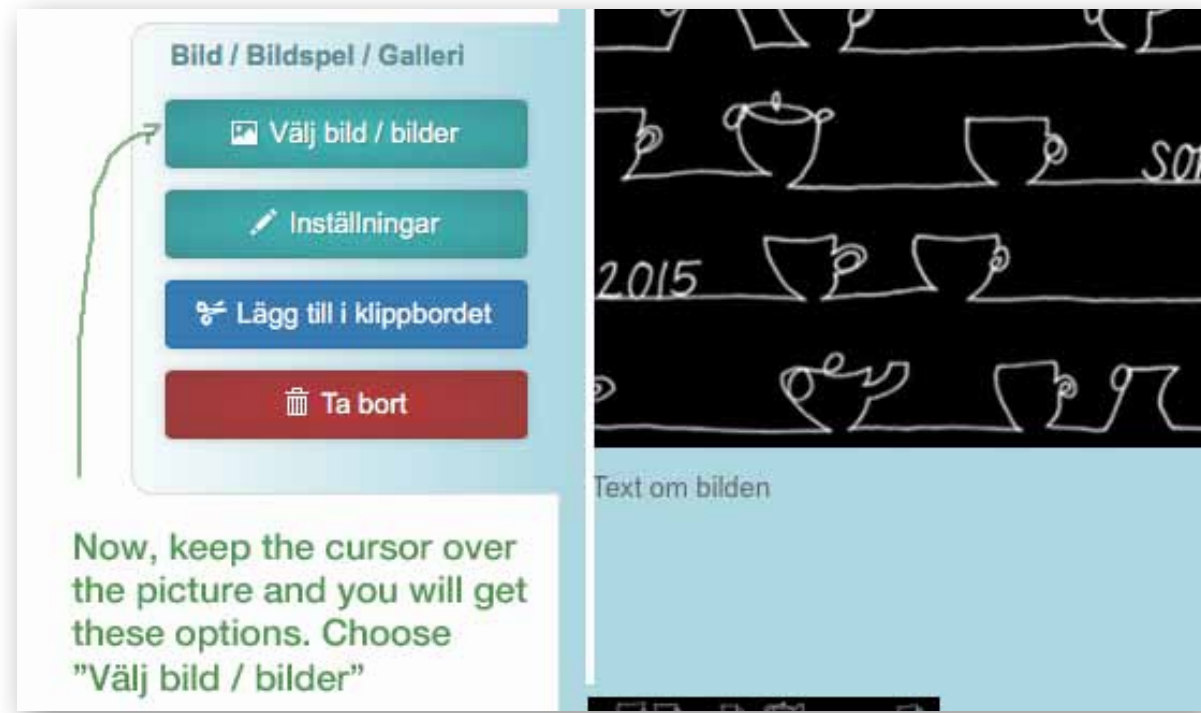 Bild / Bildspel / Galleri
Välj bild / bilder
Inställningar
Lägg till i klippbordet
Ta bort
Now, keep the cursor over
the picture and you will get
these options. Choose
”Välj bild / bilder”
2015
Text om bilden